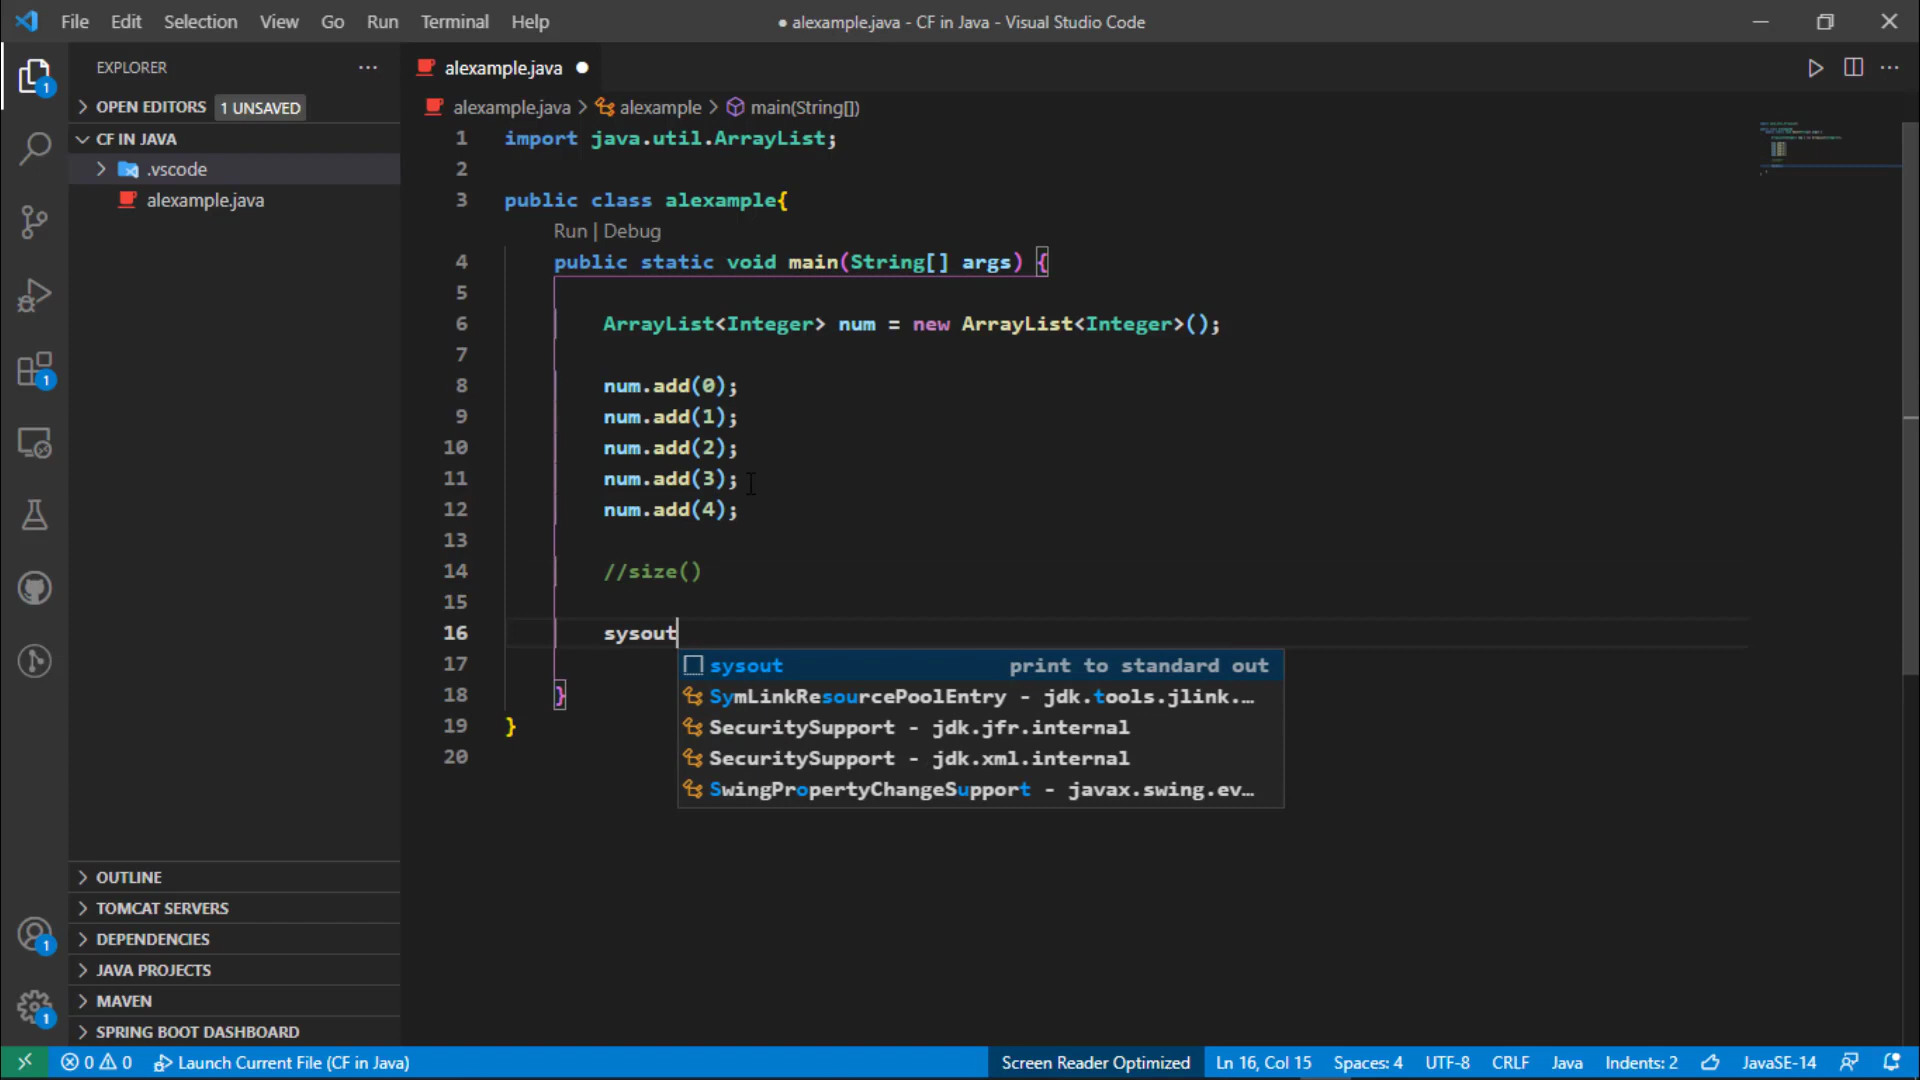 File Edit Selection View Go Run Terminal Help ● alexample.java - CF in Java - Visual Studio Code
EXPLORER ···
OPEN EDITORS 1 UNSAVED
CF IN JAVA
.vscode
alexample.java
OUTLINE
TOMCAT SERVERS
DEPENDENCIES
JAVA PROJECTS
MAVEN
SPRING BOOT DASHBOARD
1
1
1
1
alexample.java ●
alexample.java > alexample > main(String[])
1 import java.util.ArrayList;
2
3 public class alexample{
Run | Debug
4 public static void main(String[] args) {
5
6 ArrayList<Integer> num = new ArrayList<Integer>();
7
8 num.add(0);
9 num.add(1);
10 num.add(2);
11 num.add(3);
12 num.add(4);
13
14 //size()
15
16 sysout
17
18 }
19 }
20
sysout print to standard out
SymLinkResourcePoolEntry - jdk.tools.jlink.…
SecuritySupport - jdk.jfr.internal
SecuritySupport - jdk.xml.internal
SwingPropertyChangeSupport - javax.swing.ev…
0 0 Launch Current File (CF in Java) Screen Reader Optimized Ln 16, Col 15 Spaces: 4 UTF-8 CRLF Java Indents: 2 JavaSE-14